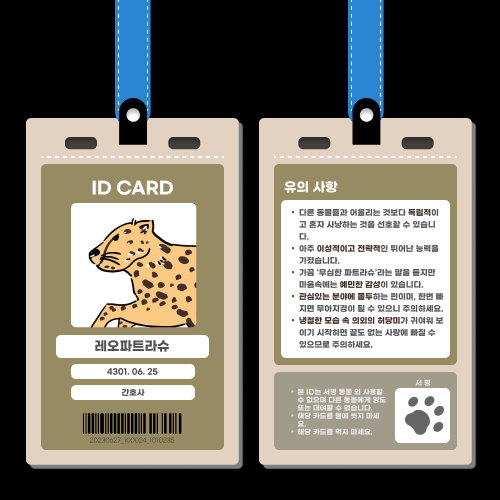 ID CARD
레오파트라슈
4301. 06. 25
간호사
20230627_100024_1010235
유의 사항
• 다른 동물들과 어울리는 것보다 독립적이
고 혼자 사냥하는 것을 선호할 수 있습니
다.
• 아주 이성적이고 전략적인 뛰어난 능력을
가졌습니다.
• 가끔 '무심한 파트라슈'라는 말을 듣지만
마음속에는 예민한 감성이 있습니다.
• 관심있는 분야에 몰두하는 편이며, 한번 빠
지면 무아지경이 될 수 있으니 주의하세요.
• 냉철한 모습 속 의외의 허당미가 귀여워 보
이기 시작하면 끝도 없는 사랑에 빠질 수
있으므로 주의하세요.
서 명
• 본 ID는 서명 동물 외 사용할
수 없으며 다른 동물에게 양도
또는 대여할 수 없습니다.
• 해당 카드를 물에 씻지 마세
요.
• 해당 카드를 먹지 마세요.